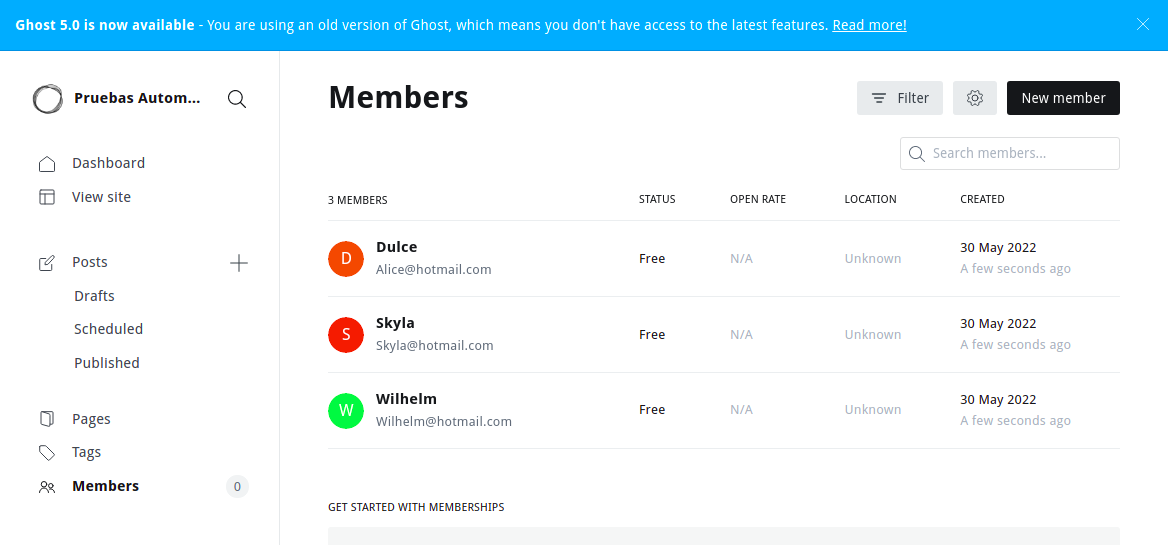 Ghost 5.0 is now available - You are using an old version of Ghost, which means you don't have access to the latest features. Read more!
Pruebas Autom...
Dashboard
View site
Posts
Drafts
Scheduled
Published
Pages
Tags
Members 0
Members
Filter
New member
Search members...
3 MEMBERS STATUS OPEN RATE LOCATION CREATED
D Dulce
Alice@hotmail.com
Free N/A Unknown
30 May 2022
A few seconds ago
S Skyla
Skyla@hotmail.com
Free N/A Unknown
30 May 2022
A few seconds ago
W Wilhelm
Wilhelm@hotmail.com
Free N/A Unknown
30 May 2022
A few seconds ago
GET STARTED WITH MEMBERSHIPS